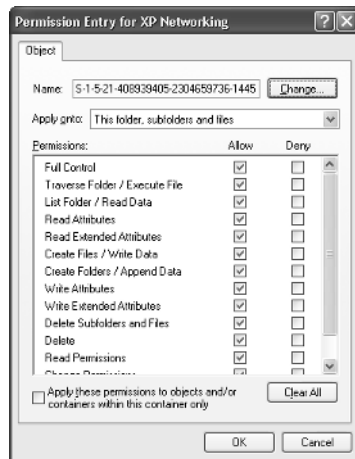 Permission Entry for XP Networking
Object
Name: S-1-5-21-408939405-2304659736-1445 Change...
Apply onto: This folder, subfolders and files
Permissions: Allow Deny
Full Control
Traverse Folder / Execute File
List Folder / Read Data
Read Attributes
Read Extended Attributes
Create Files / Write Data
Create Folders / Append Data
Write Attributes
Write Extended Attributes
Delete Subfolders and Files
Delete
Read Permissions
Change Permissions
Apply these permissions to objects and/or
containers within this container only
Clear All
OK Cancel